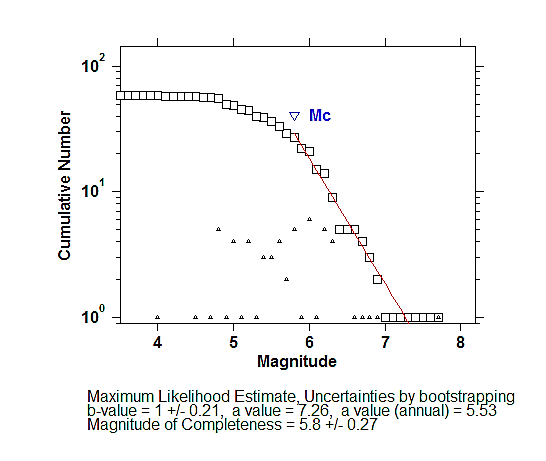 10²
Mc
10¹
10⁰
Cumulative Number
4 5 6 7 8
Magnitude
Maximum Likelihood Estimate, Uncertainties by bootstrapping
b-value = 1 +/- 0.21, a value = 7.26, a value (annual) = 5.53
Magnitude of Completeness = 5.8 +/- 0.27